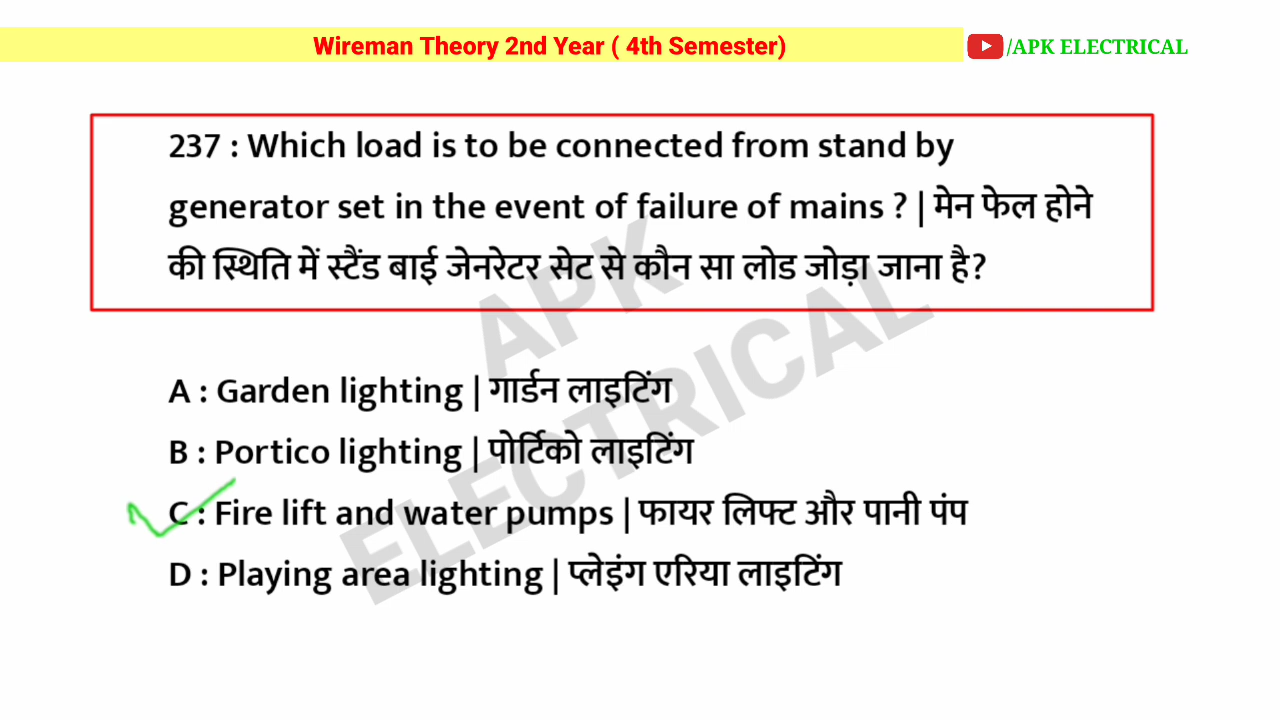 Wireman Theory 2nd Year ( 4th Semester)
/APK ELECTRICAL
237 : Which load is to be connected from stand by
generator set in the event of failure of mains ? | मेन फेल होने
की स्थिति में स्टैंड बाई जेनरेटर सेट से कौन सा लोड जोड़ा जाना है?
APK
ELECTRICAL
A : Garden lighting | गार्डन लाइटिंग
B : Portico lighting | पोर्टिको लाइटिंग
C : Fire lift and water pumps | फायर लिफ्ट और पानी पंप
D : Playing area lighting | प्लेइंग एरिया लाइटिंग